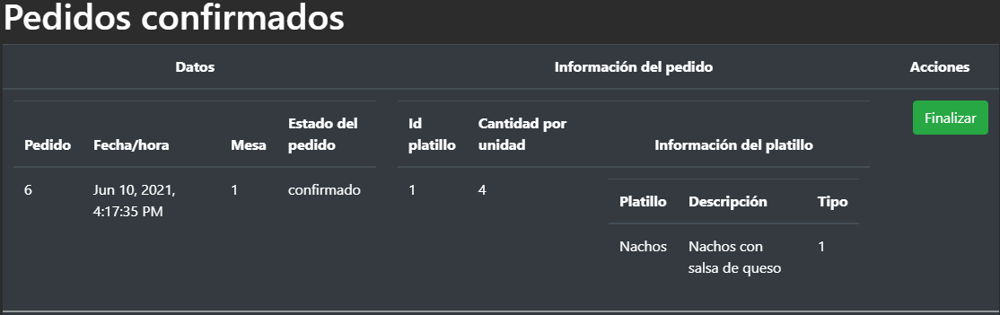 Pedidos confirmados
Datos Información del pedido Acciones
Finalizar
Pedido Fecha/hora Mesa Estado del pedido
Id platillo Cantidad por unidad Información del platillo
6 Jun 10, 2021, 4:17:35 PM 1 confirmado
1 4
Platillo Descripción Tipo
Nachos Nachos con salsa de queso 1